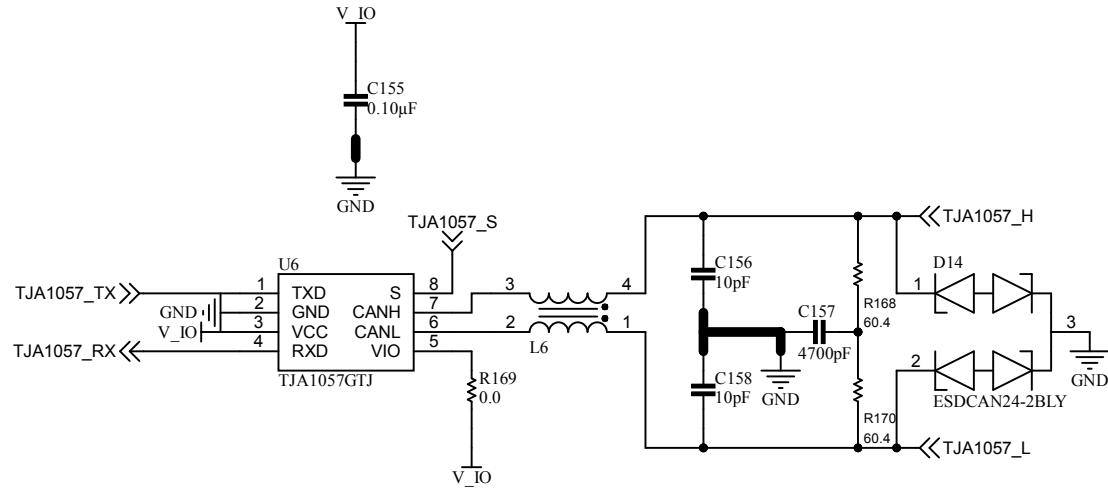 V_IO
C155
0.10µF
GND
TJA1057_S
TJA1057_H
U6
C156
10pF
D14
TJA1057_TX
1
TXD
S
8
3
4
1
GND
2
GND
CANH
7
C157
R168
60.4
3
V_IO
3
VCC
CANL
6
2
1
L6
4700pF
GND
TJA1057_RX
4
RXD
VIO
5
2
TJA1057GTJ
R169
0.0
C158
10pF
GND
ESDCAN24-2BLY
R170
60.4
TJA1057_L
V_IO